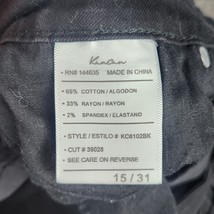 KanCan
• RN# 144635 MADE IN CHINA
• 65% COTTON / ALGODON
• 33% RAYON / RAYON
• 2% SPANDEX / ELASTANO
• STYLE / ESTILO # KC6102BK
• CUT # 39028
• SEE CARE ON REVERSE
15 / 31